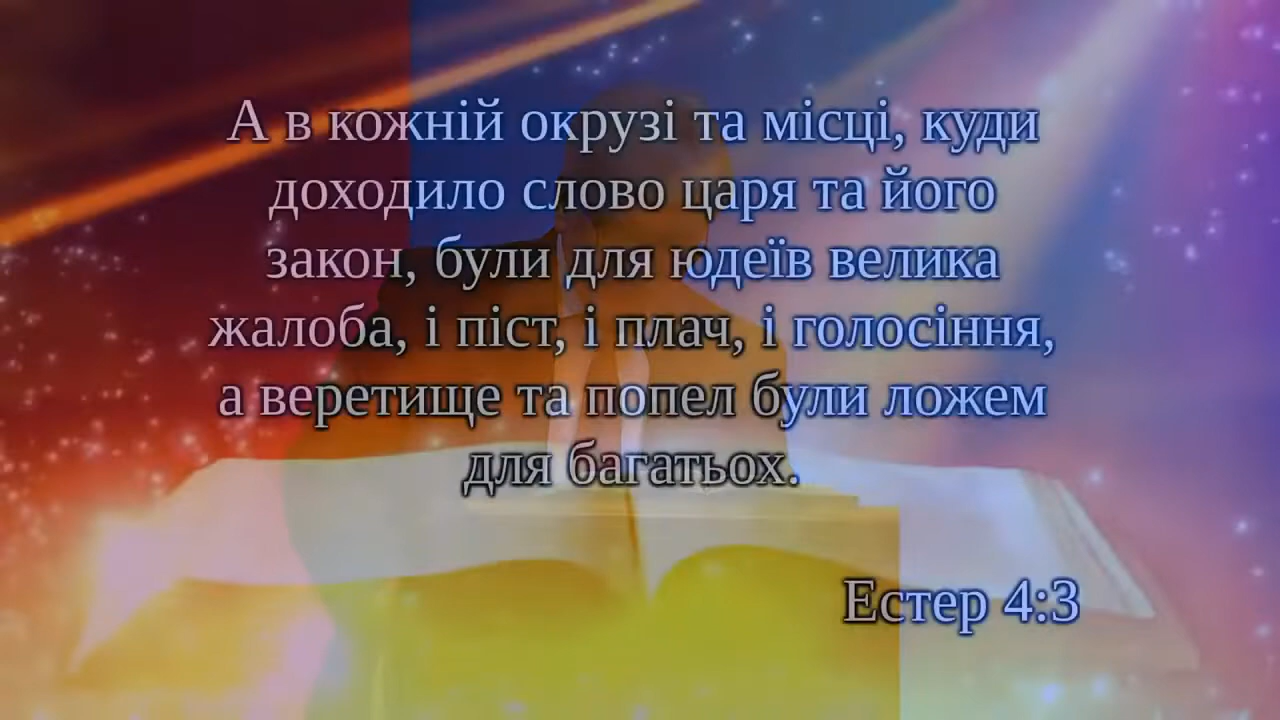 А в кожній окрузі та місці, куди
доходило слово царя та його
закон, були для юдеїв велика
жалоба, і піст, і плач, і голосіння,
а веретище та попел були ложем
для багатьох.
Естер 4:3